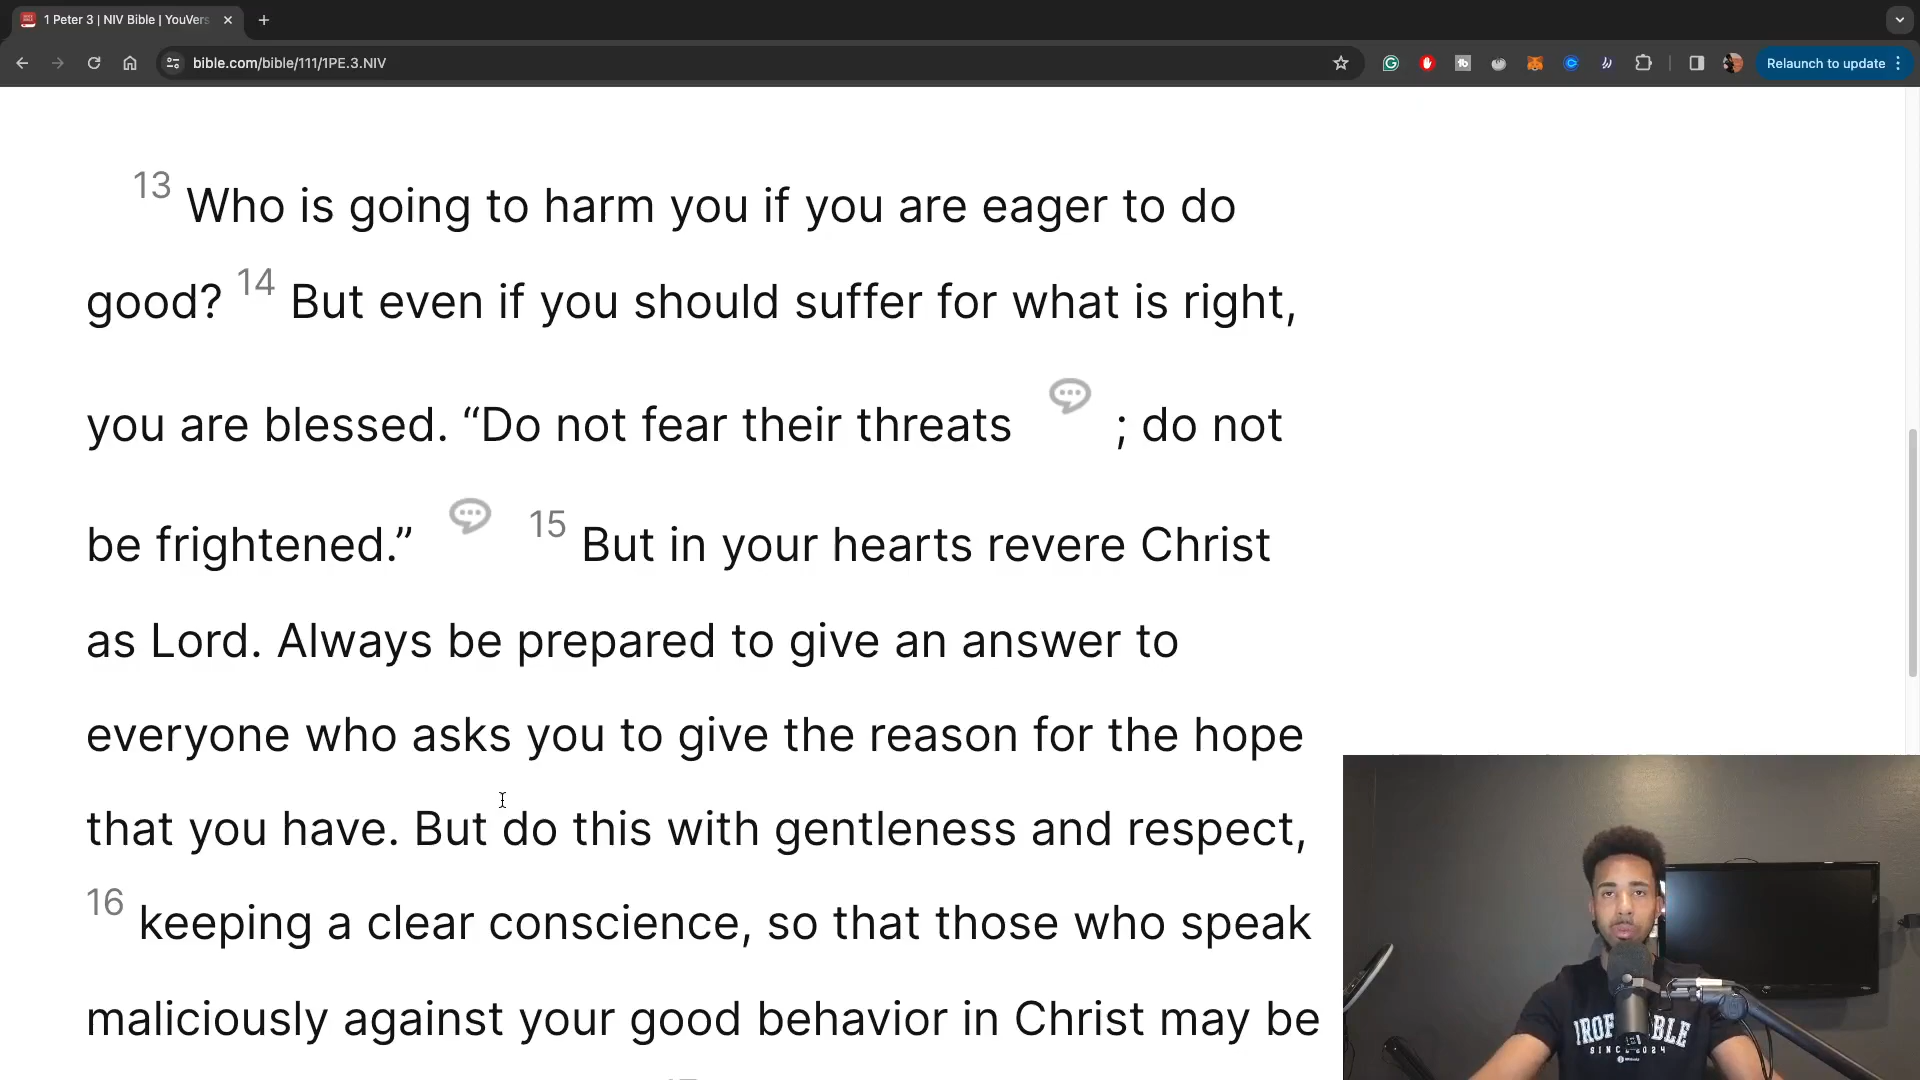 1 Peter 3 | NIV Bible | YouVers
bible.com/bible/111/1PE.3.NIV
Relaunch to update
13 Who is going to harm you if you are eager to do
good? 14 But even if you should suffer for what is right,
you are blessed. “Do not fear their threats ; do not
be frightened.” 15 But in your hearts revere Christ
as Lord. Always be prepared to give an answer to
everyone who asks you to give the reason for the hope
that you have. But do this with gentleness and respect,
16 keeping a clear conscience, so that those who speak
maliciously against your good behavior in Christ may be
SINCE 2024